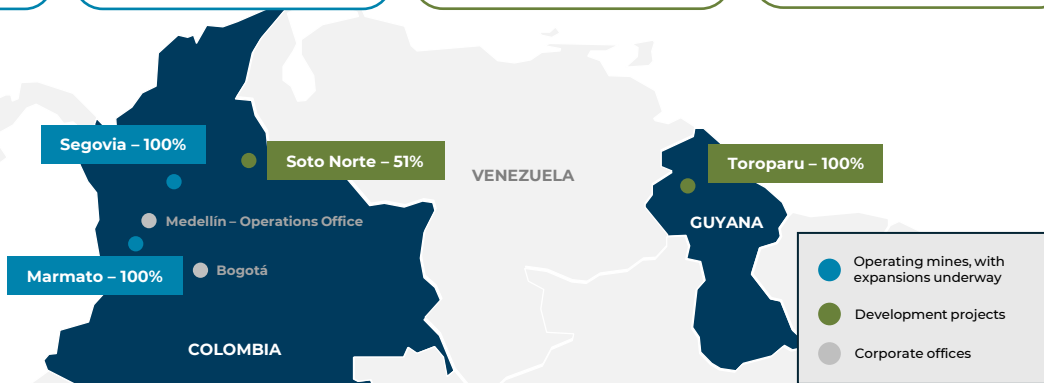 Segovia – 100%
Soto Norte – 51%
Toroparu – 100%
VENEZUELA
Medellín – Operations Office
GUYANA
Marmato – 100%
Bogotá
COLOMBIA
Operating mines, with
expansions underway
Development projects
Corporate offices